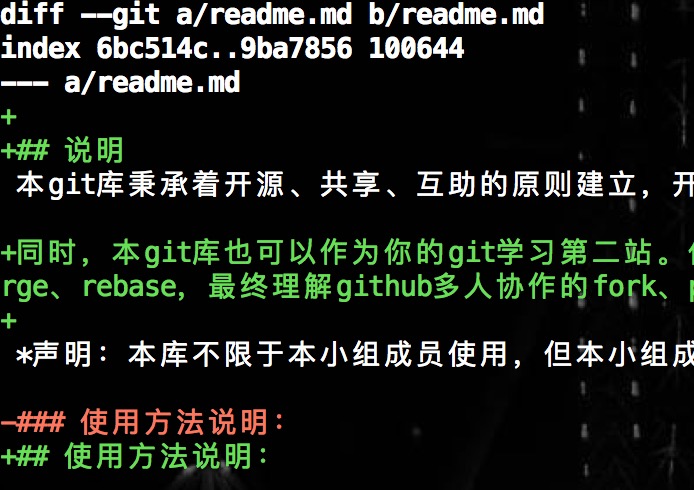 diff --git a/readme.md b/readme.md
index 6bc514c..9ba7856 100644
--- a/readme.md
+
+## 说明
本git库秉承着开源、共享、互助的原则建立，开
+同时，本git库也可以作为你的git学习第二站。
rge、rebase，最终理解github多人协作的fork、
+
*声明：本库不限于本小组成员使用，但本小组成
-### 使用方法说明：
+## 使用方法说明：